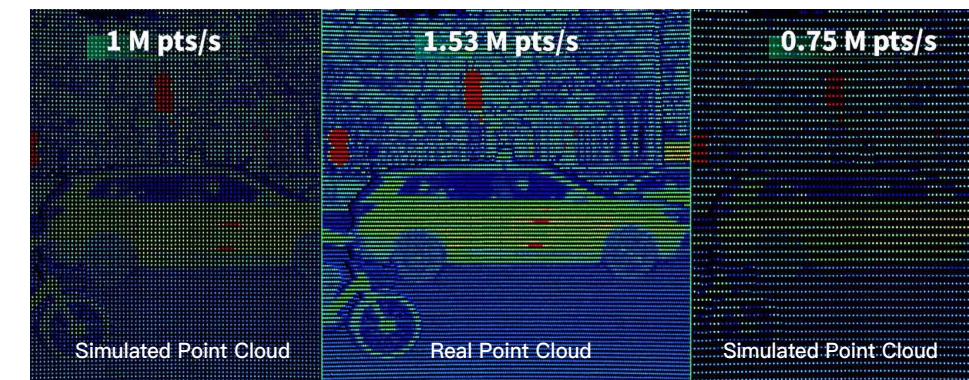 1 M pts/s
1.53 M pts/s
0.75 M pts/s
Simulated Point Cloud
Real Point Cloud
Simulated Point Cloud